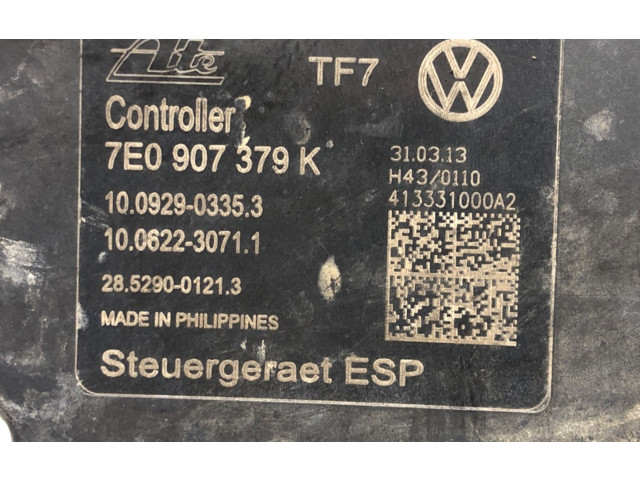 Ate TF7
Controller
7E0 907 379 K
31.03.13
H43/0110
413331000A2
10.0929-0335.3
10.0622-3071.1
28.5290-0121.3
MADE IN PHILIPPINES
Steuergeraet ESP